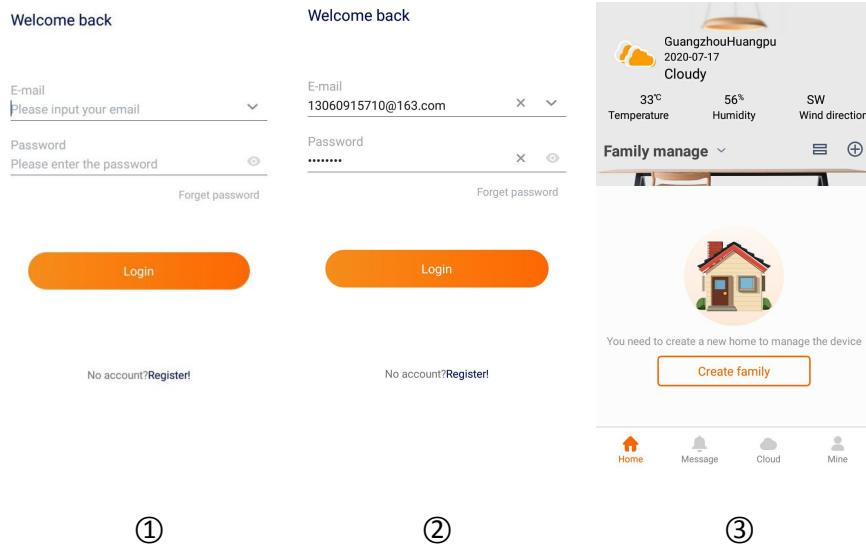 Welcome back
E-mail
Please input your email
Password
Please enter the password
Forget password
Login
No account?Register!
①
Welcome back
E-mail
13060915710@163.com
Password
••••••••
Forget password
Login
No account?Register!
②
GuangzhouHuangpu
2020-07-17
Cloudy
33℃ 56% SW
Temperature Humidity Wind direction
Family manage
You need to create a new home to manage the device
Create family
Home Message Cloud Mine
③